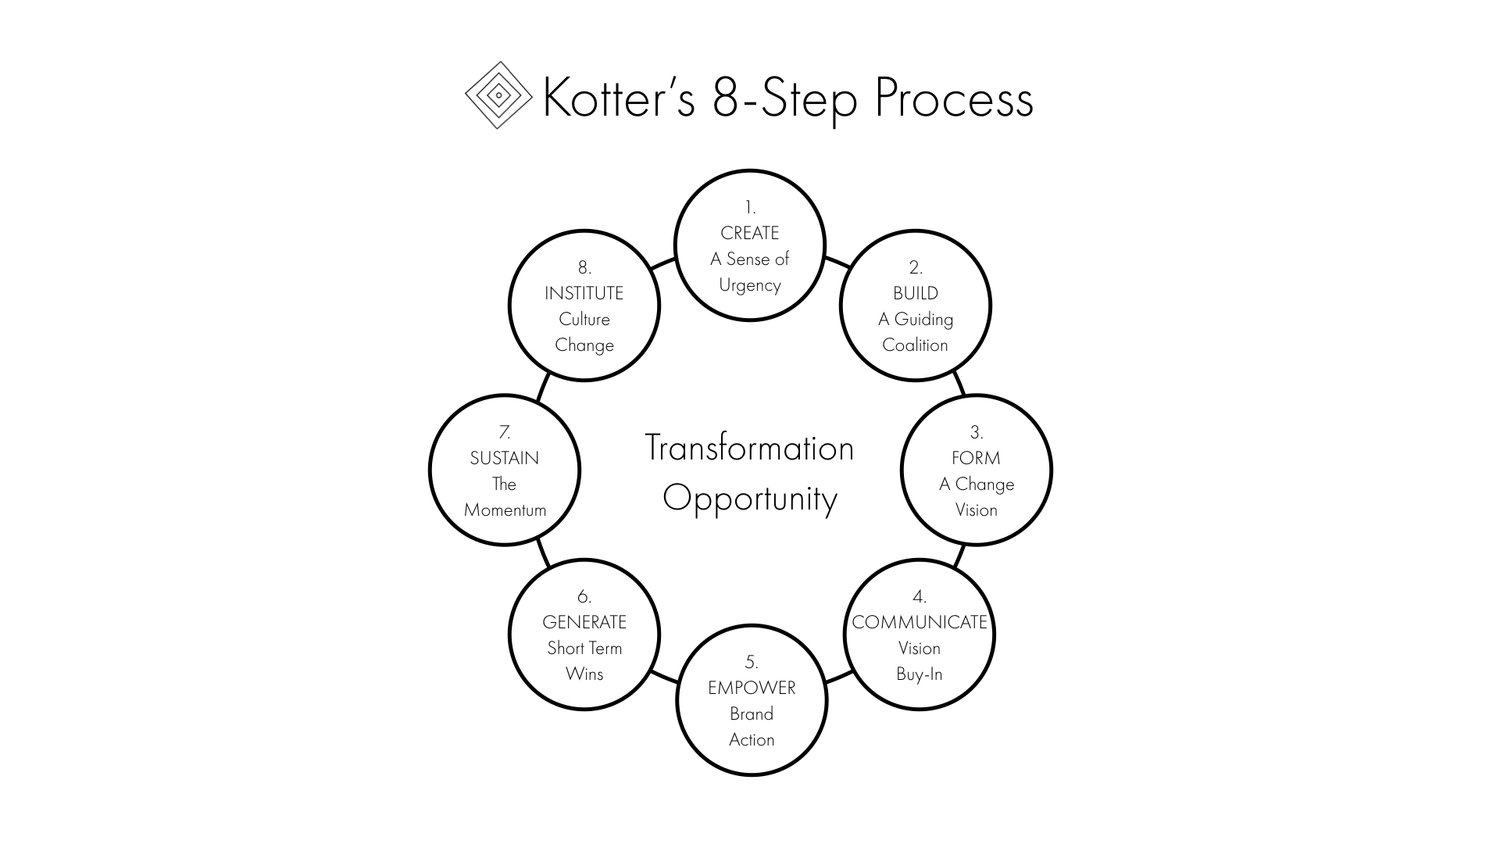 Kotter's 8-Step Process
1.
CREATE
A Sense of
Urgency
2.
BUILD
A Guiding
Coalition
3.
FORM
A Change
Vision
4.
COMMUNICATE
Vision
Buy-In
5.
EMPOWER
Brand
Action
6.
GENERATE
Short Term
Wins
7.
SUSTAIN
The
Momentum
8.
INSTITUTE
Culture
Change
Transformation
Opportunity